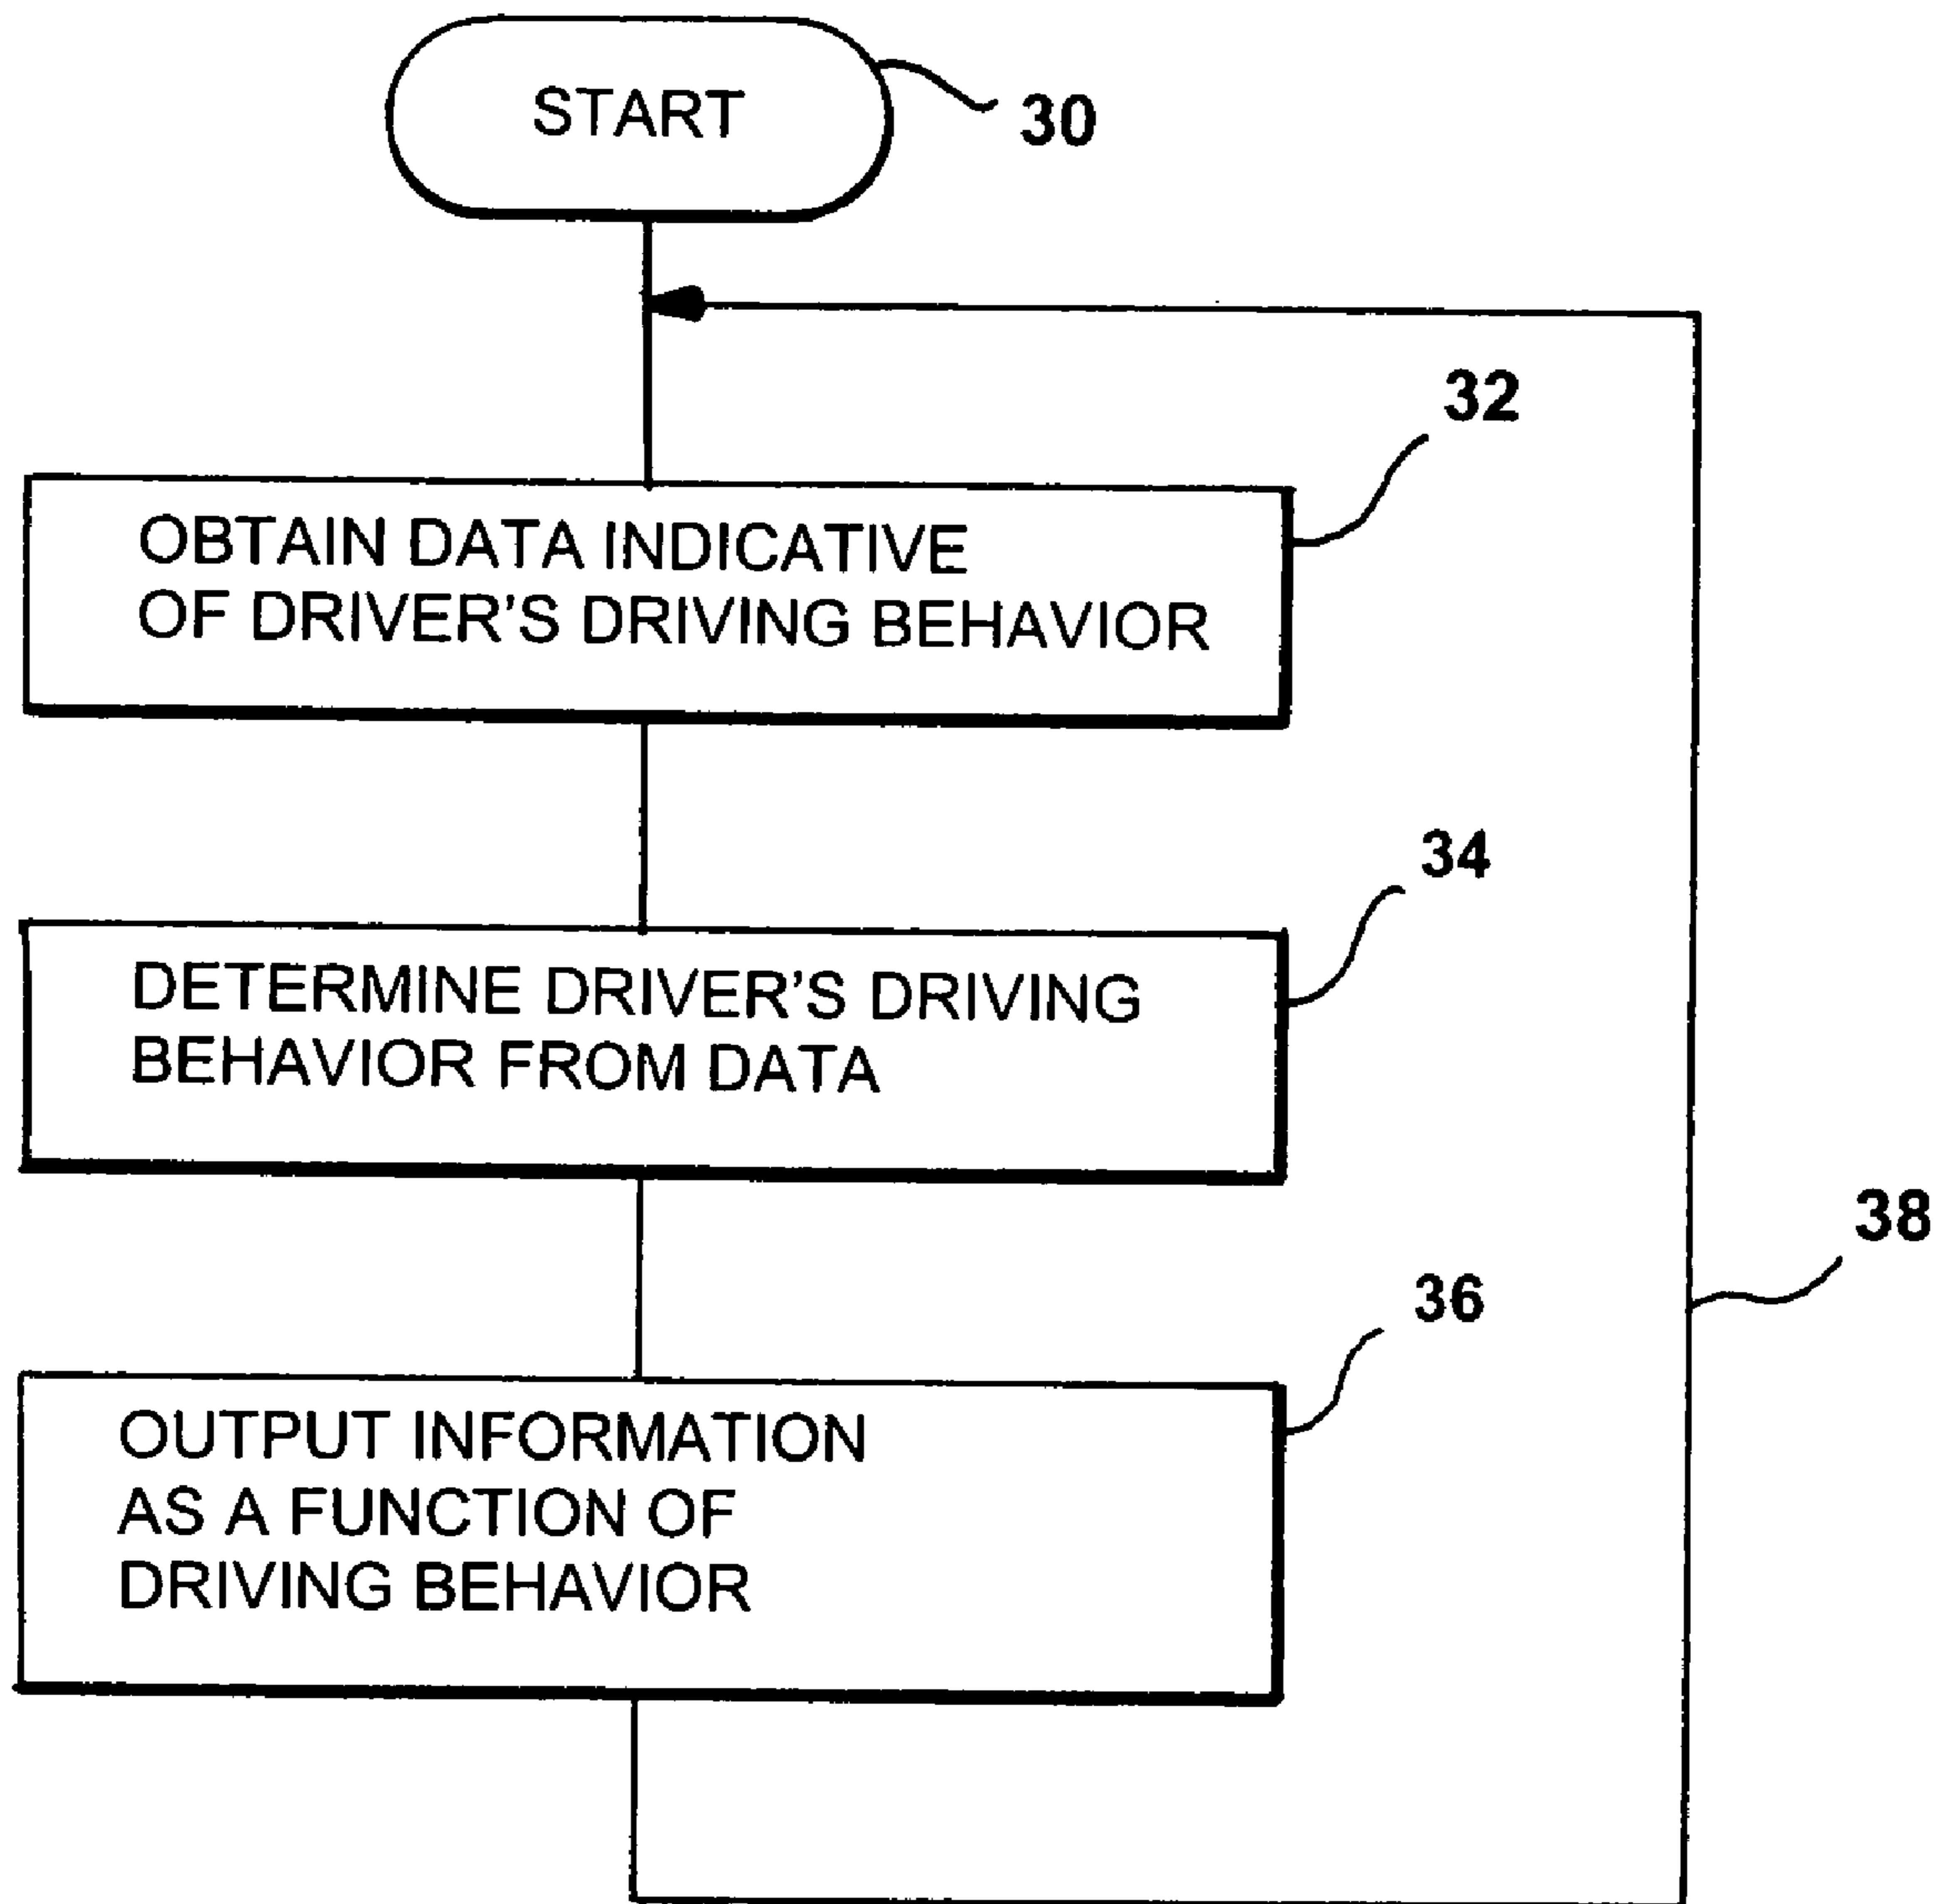 START
30
32
OBTAIN DATA INDICATIVE
OF DRIVER'S DRIVING BEHAVIOR
34
DETERMINE DRIVER'S DRIVING
BEHAVIOR FROM DATA
38
36
OUTPUT INFORMATION
AS A FUNCTION OF
DRIVING BEHAVIOR